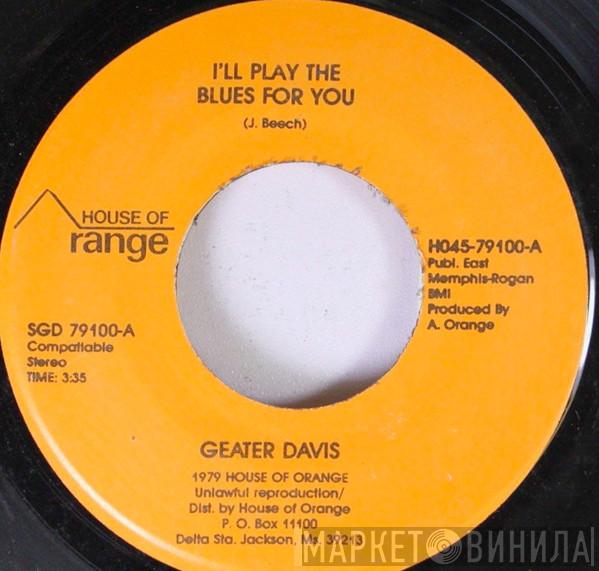 I'LL PLAY THE
BLUES FOR YOU
(J. Beech)
HOUSE OF
range
H045-79100-A
Publ. East
Memphis-Rogan
BMI
Produced By
A. Orange
SGD 79100-A
Compatiable
Stereo
TIME: 3:35
GEATER DAVIS
1979 HOUSE OF ORANGE
Unlawful reproduction/
Dist. by House of Orange
P. O. Box 11100
Delta Sta. Jackson, Ms. 39213
МАРКЕТ ВИНИЛА